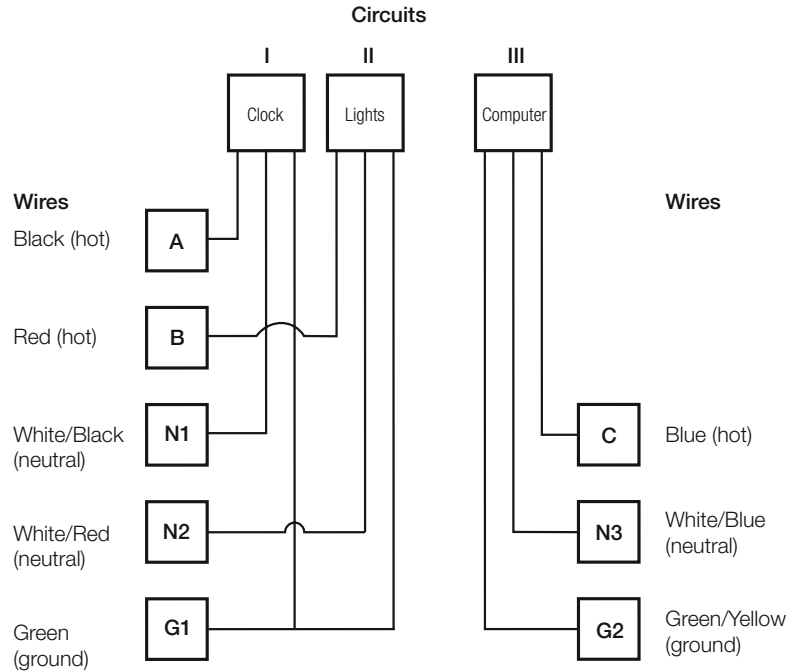 Circuits
I
II
III
Clock
Lights
Computer
Wires
Wires
Black (hot)
A
Red (hot)
B
White/Black
(neutral)
N1
C
Blue (hot)
White/Red
(neutral)
N2
N3
White/Blue
(neutral)
Green
(ground)
G1
G2
Green/Yellow
(ground)